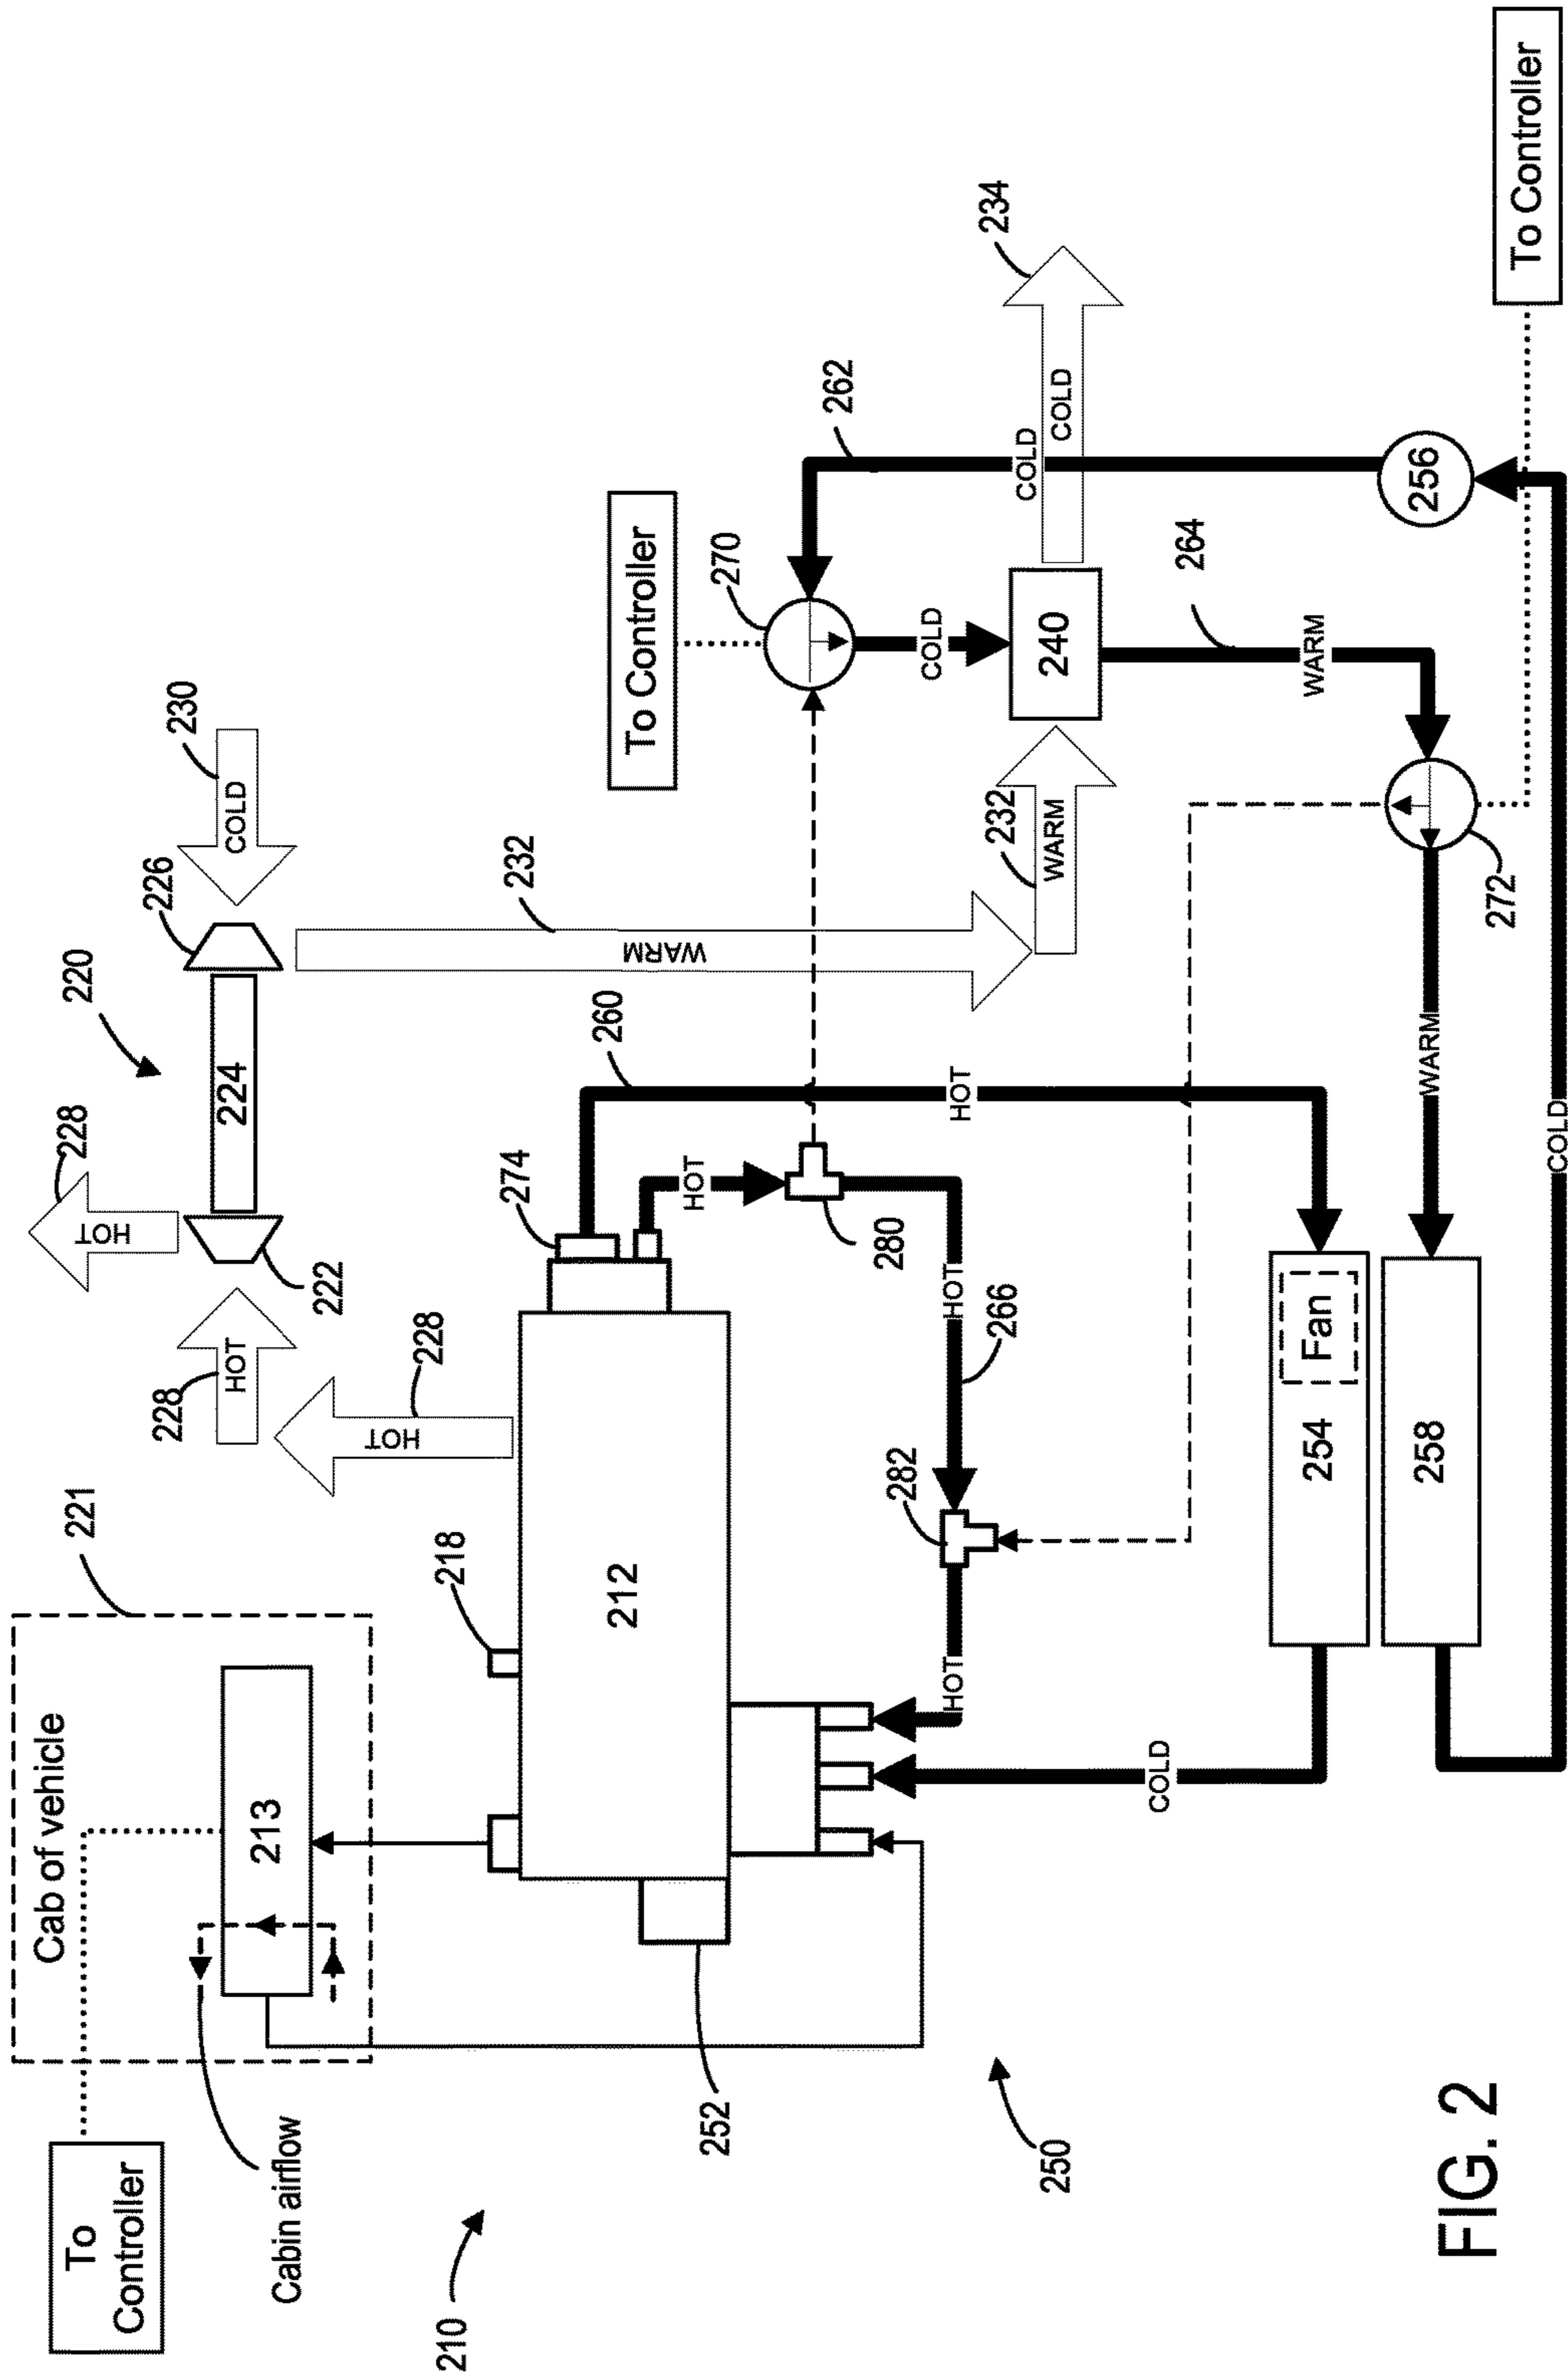 To
Controller
Cab of vehicle
221
HOT
228
220
226
230
213
HOT
228
222
224
COLD
Cabin airflow
HOT
228
218
274
232
To Controller
210
252
212
HOT
280
260
WARM
270
282
HOT
266
HOT
HOT
COLD
262
250
232
WARM
240
COLD
COLD
234
COLD
254
Fan
264
WARM
258
WARM
272
256
COLD
To Controller
FIG. 2